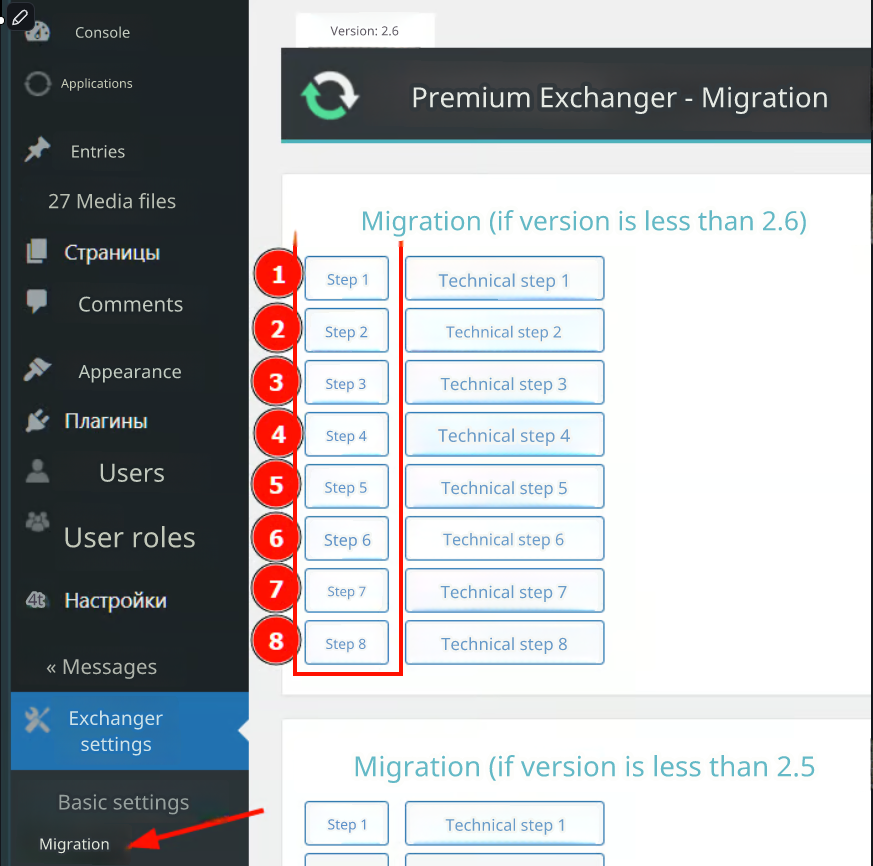 Console
Applications
Entries
27 Media files
Страницы
Comments
Appearance
Плагины
Users
User roles
Настройки
« Messages
Exchanger
settings
Basic settings
Migration
Version: 2.6
Premium Exchanger - Migration
Migration (if version is less than 2.6)
1 Step 1 Technical step 1
2 Step 2 Technical step 2
3 Step 3 Technical step 3
4 Step 4 Technical step 4
5 Step 5 Technical step 5
6 Step 6 Technical step 6
7 Step 7 Technical step 7
8 Step 8 Technical step 8
Migration (if version is less than 2.5
Step 1 Technical step 1